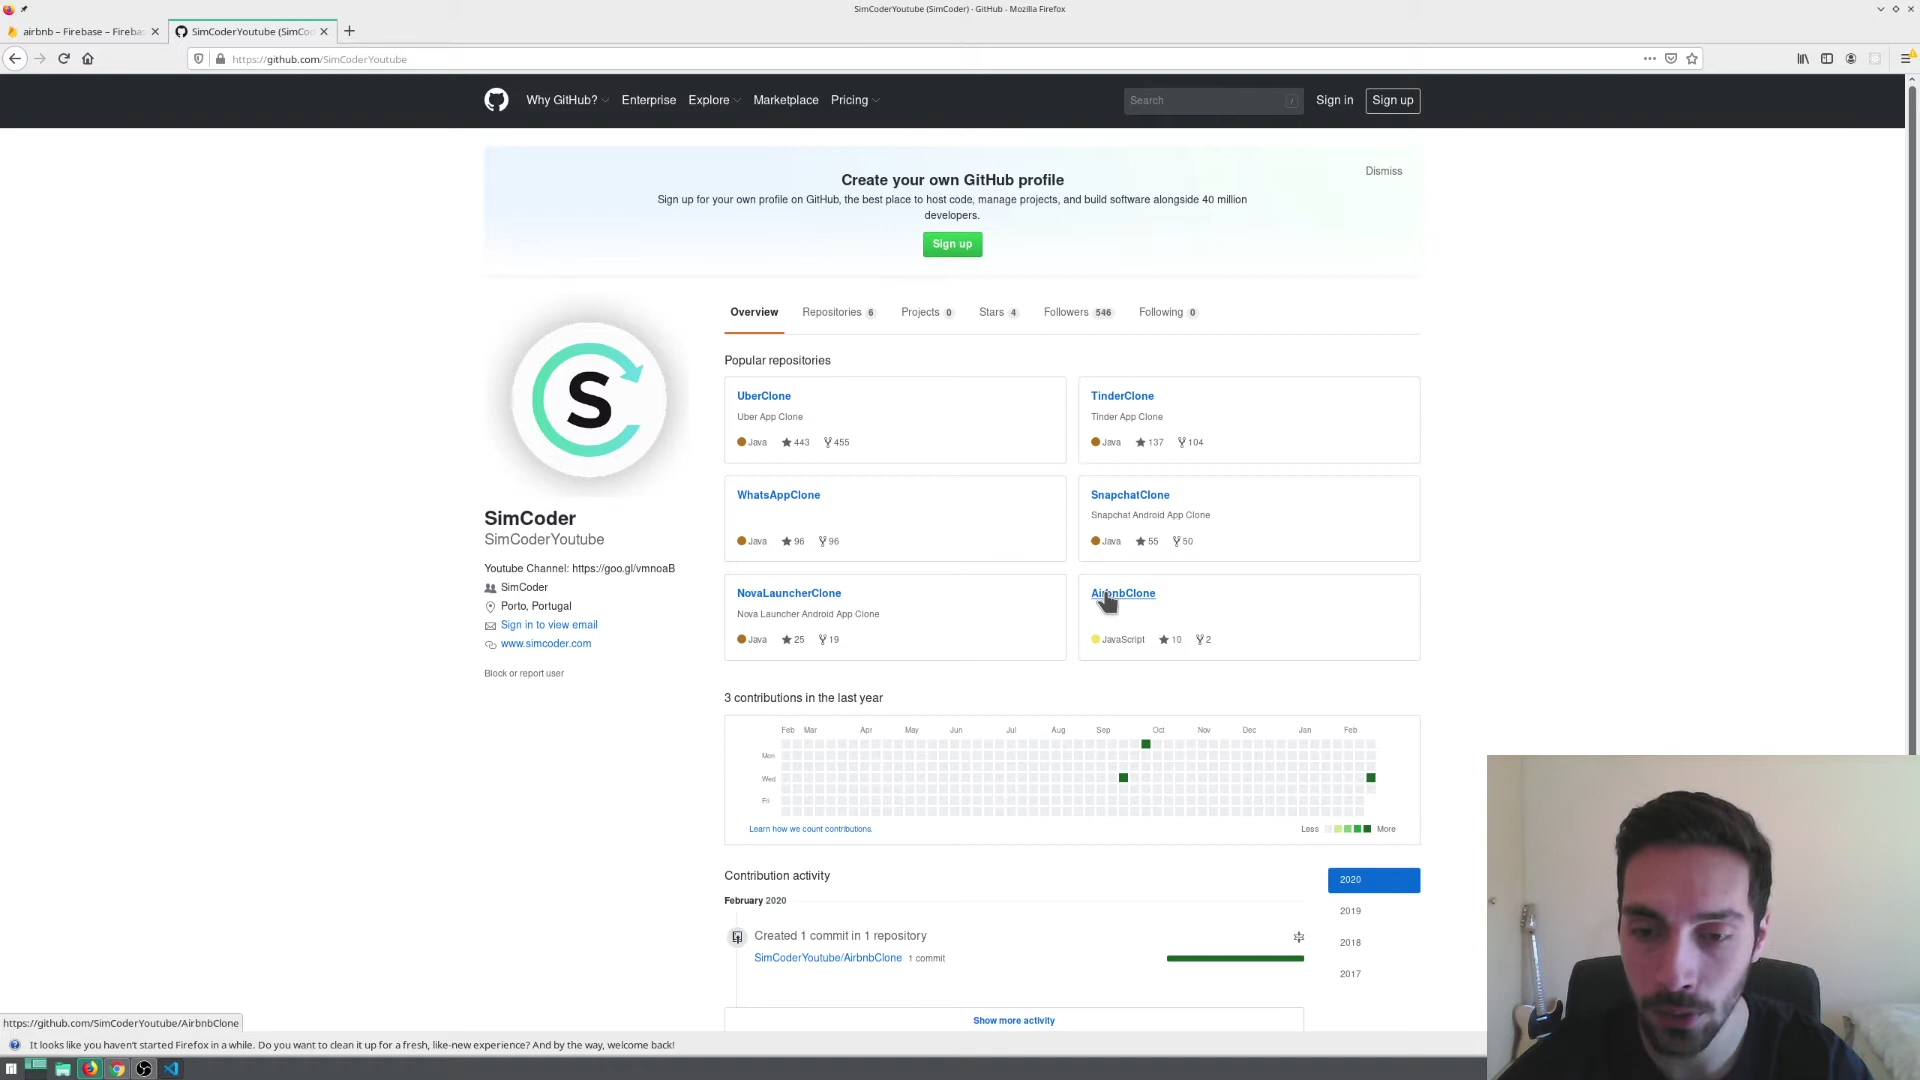 SimCoderYoutube (SimCoder) · GitHub - Mozilla Firefox
airbnb – Firebase – Fireba
SimCoderYoutube (SimCo
https://github.com/SimCoderYoutube
Why GitHub? Enterprise Explore Marketplace Pricing
Search /
Sign in Sign up
Create your own GitHub profile
Dismiss
Sign up for your own profile on GitHub, the best place to host code, manage projects, and build software alongside 40 million
developers.
Sign up
Overview Repositories 6 Projects 0 Stars 4 Followers 546 Following 0
S
SimCoder
SimCoderYoutube
Youtube Channel: https://goo.gl/vmnoaB
SimCoder
Porto, Portugal
Sign in to view email
www.simcoder.com
Block or report user
Popular repositories
UberClone
Uber App Clone
Java 443 455
TinderClone
Tinder App Clone
Java 137 104
WhatsAppClone
Java 96 96
SnapchatClone
Snapchat Android App Clone
Java 55 50
NovaLauncherClone
Nova Launcher Android App Clone
Java 25 19
AirbnbClone
JavaScript 10 2
3 contributions in the last year
Feb Mar Apr May Jun Jul Aug Sep Oct Nov Dec Jan Feb
Mon
Wed
Fri
Learn how we count contributions.
Less More
Contribution activity
2020
2019
2018
2017
February 2020
Created 1 commit in 1 repository
SimCoderYoutube/AirbnbClone 1 commit
Show more activity
https://github.com/SimCoderYoutube/AirbnbClone
It looks like you haven't started Firefox in a while. Do you want to clean it up for a fresh, like-new experience? And by the way, welcome back!